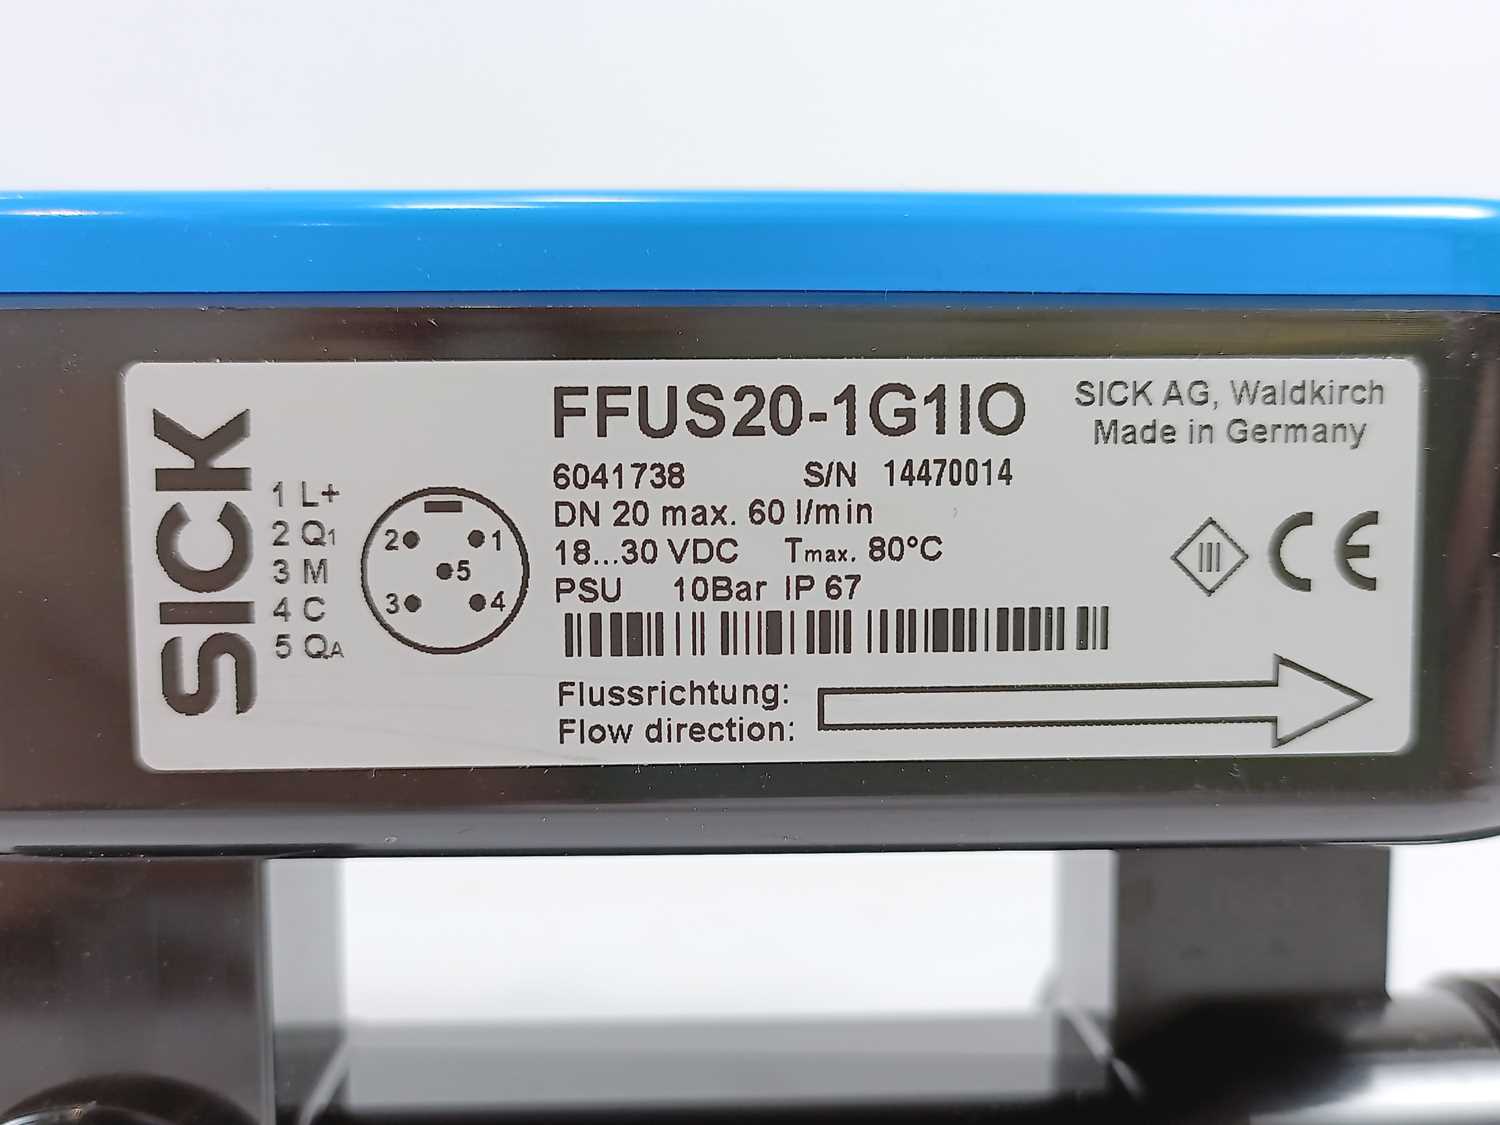 SICK
1 L+
2 Q1
3 M
4 C
5 QA
2 1
5
3 4
FFUS20-1G1IO
6041738 S/N 14470014
DN 20 max. 60 l/min
18...30 VDC Tmax. 80°C
PSU 10Bar IP 67
Flussrichtung:
Flow direction:
SICK AG, Waldkirch
Made in Germany
III CE